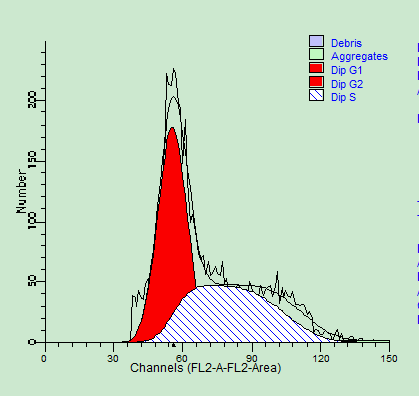 Debris
Aggregates
Dip G1
Dip G2
Dip S
Number
200
150
100
50
0
0 30 60 90 120 150
Channels (FL2-A-FL2-Area)